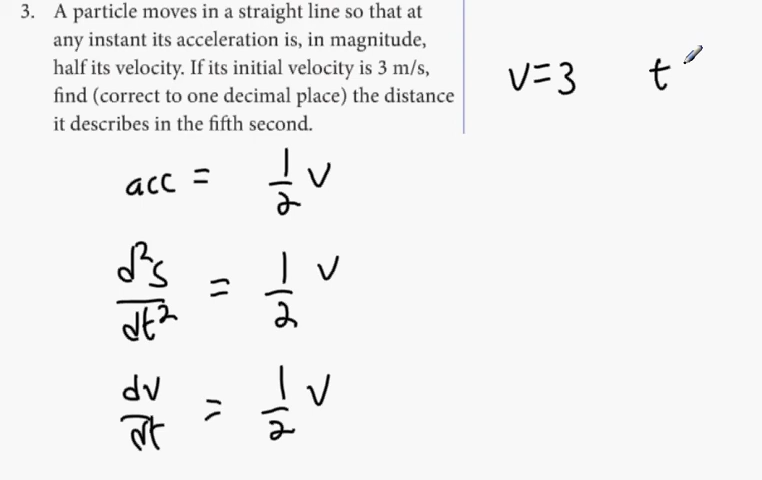 3. A particle moves in a straight line so that at
any instant its acceleration is, in magnitude,
half its velocity. If its initial velocity is 3 m/s,
find (correct to one decimal place) the distance
it describes in the fifth second.
v=3 t
acc = 1/2 v
d²s/dt² = 1/2 v
dv/dt = 1/2 v